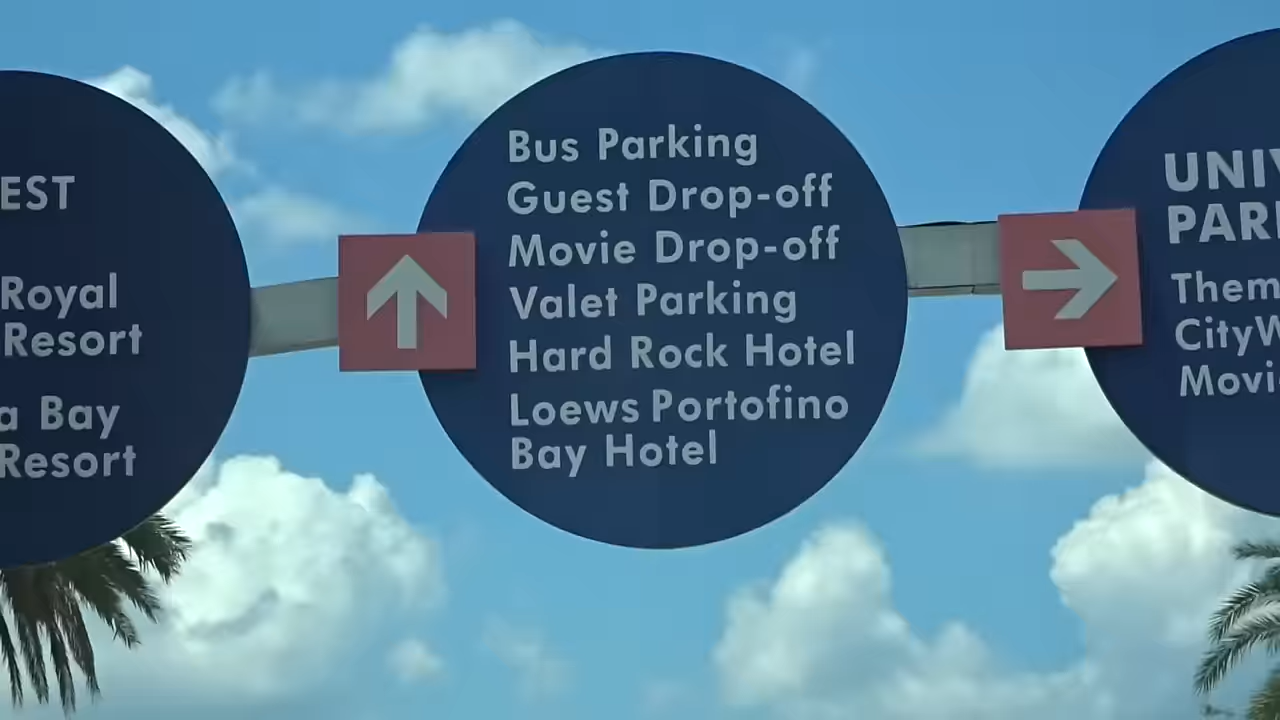 EST
Royal
Resort
a Bay
Resort
Bus Parking
Guest Drop-off
Movie Drop-off
Valet Parking
Hard Rock Hotel
Loews Portofino
Bay Hotel
UNIV
PAR
Them
CityW
Movi